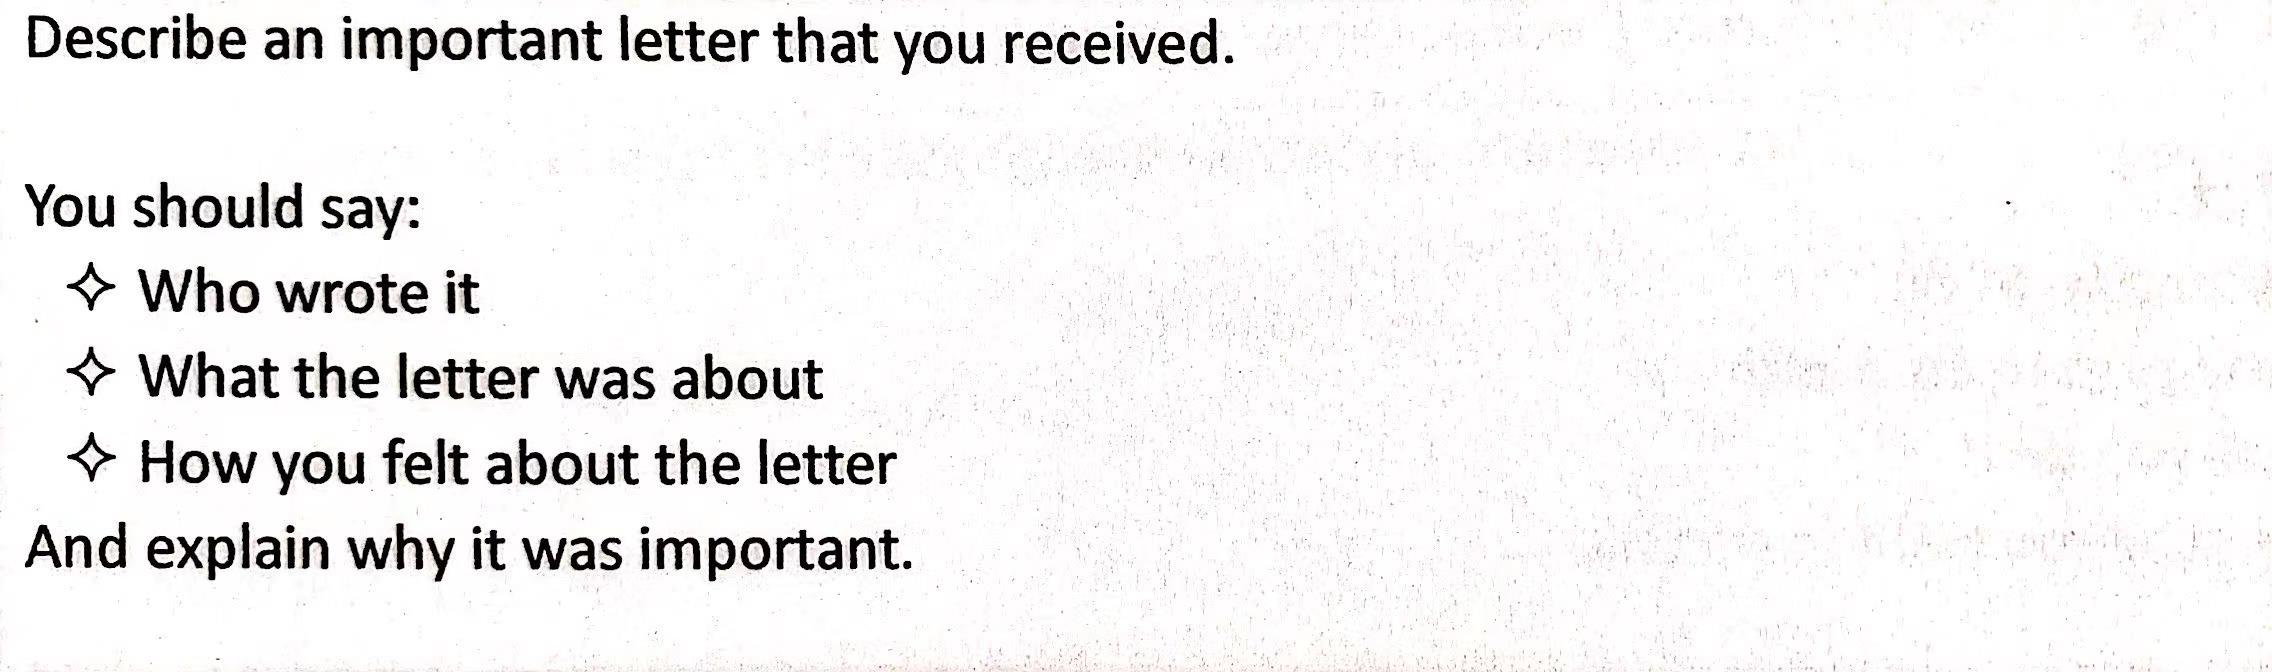 Describe an important letter that you received.
You should say:
✧ Who wrote it
✧ What the letter was about
✧ How you felt about the letter
And explain why it was important.